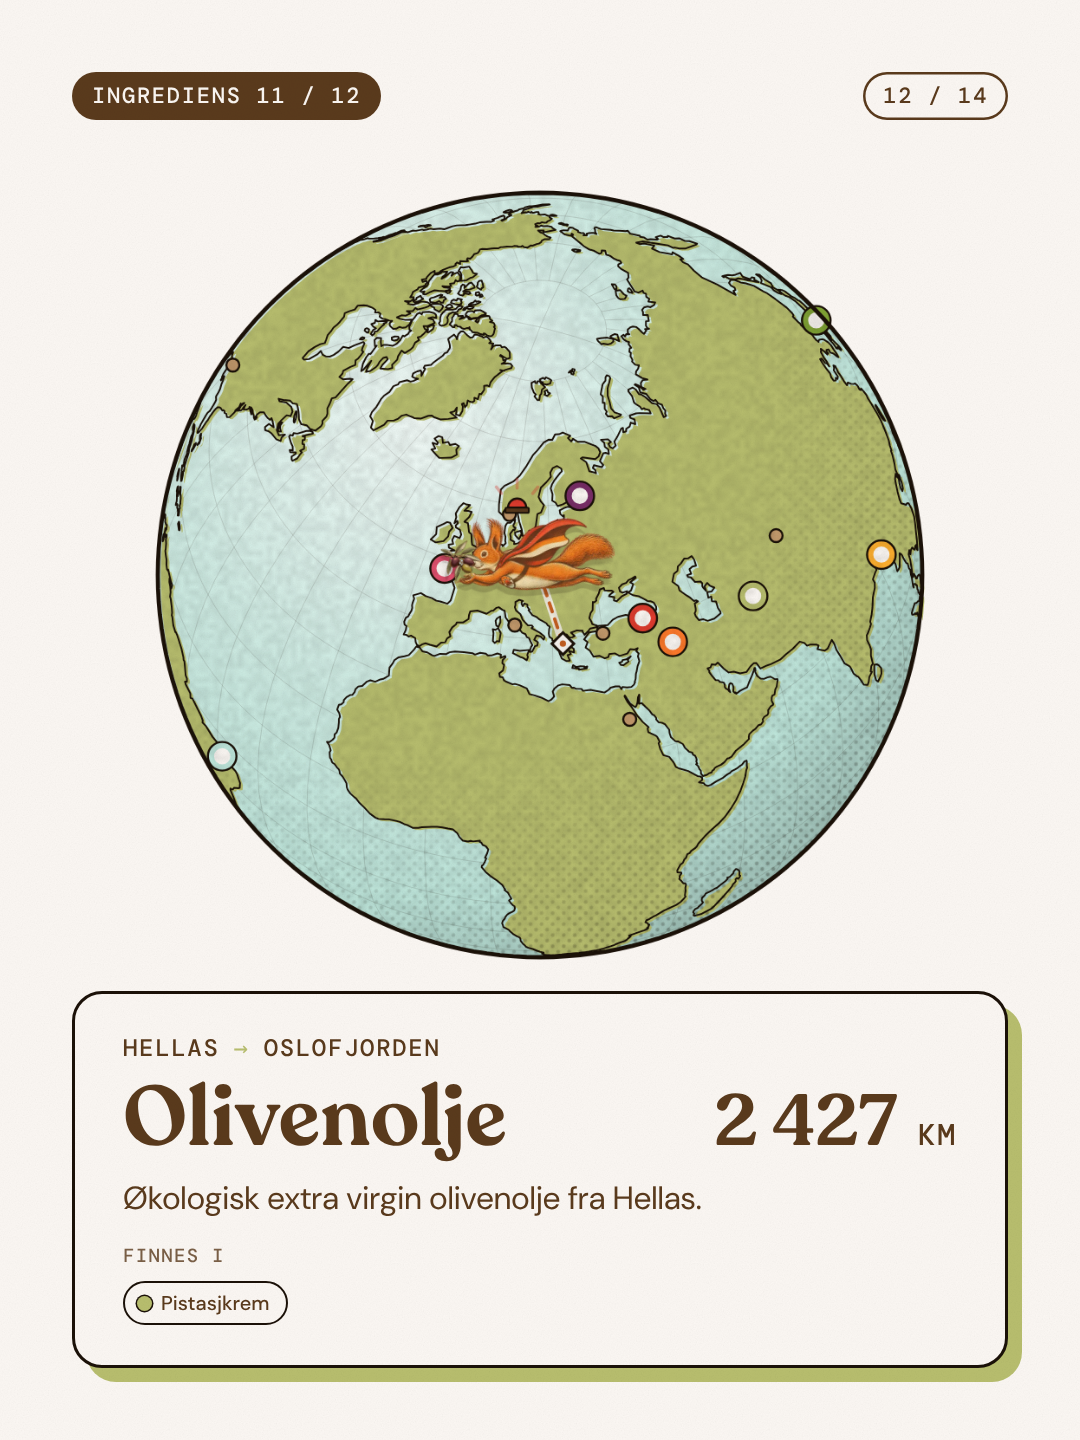 INGREDIENS 11 / 12
12 / 14
HELLAS → OSLOFJORDEN
Olivenolje
2 427 KM
Økologisk extra virgin olivenolje fra Hellas.
FINNES I
Pistasjkrem